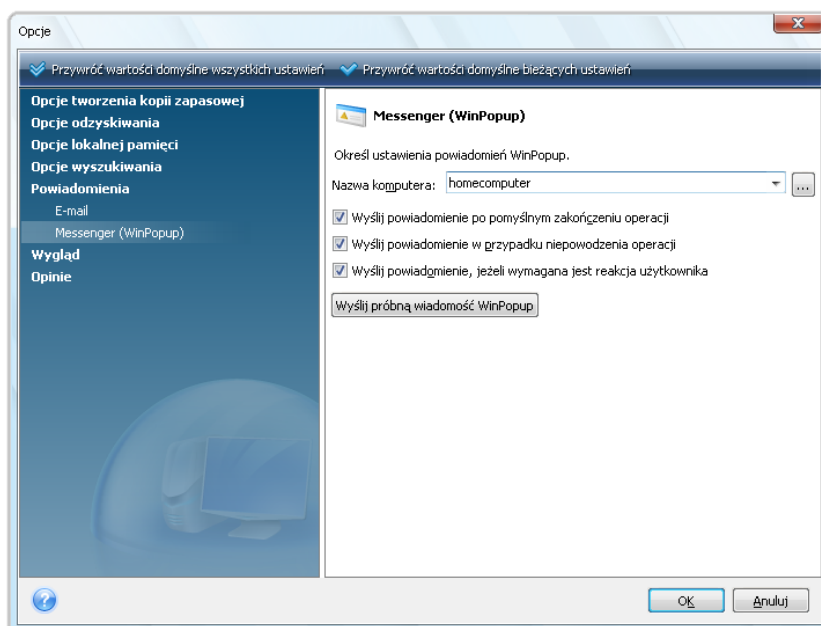 Opcje
Przywróć wartości domyślne wszystkich ustawień Przywróć wartości domyślne bieżących ustawień
Opcje tworzenia kopii zapasowej
Opcje odzyskiwania
Opcje lokalnej pamięci
Opcje wyszukiwania
Powiadomienia
E-mail
Messenger (WinPopup)
Wygląd
Opinie
Messenger (WinPopup)
Określ ustawienia powiadomień WinPopup.
Nazwa komputera: homecomputer ...
Wyślij powiadomienie po pomyślnym zakończeniu operacji
Wyślij powiadomienie w przypadku niepowodzenia operacji
Wyślij powiadomienie, jeżeli wymagana jest reakcja użytkownika
Wyślij próbną wiadomość WinPopup
OK Anuluj